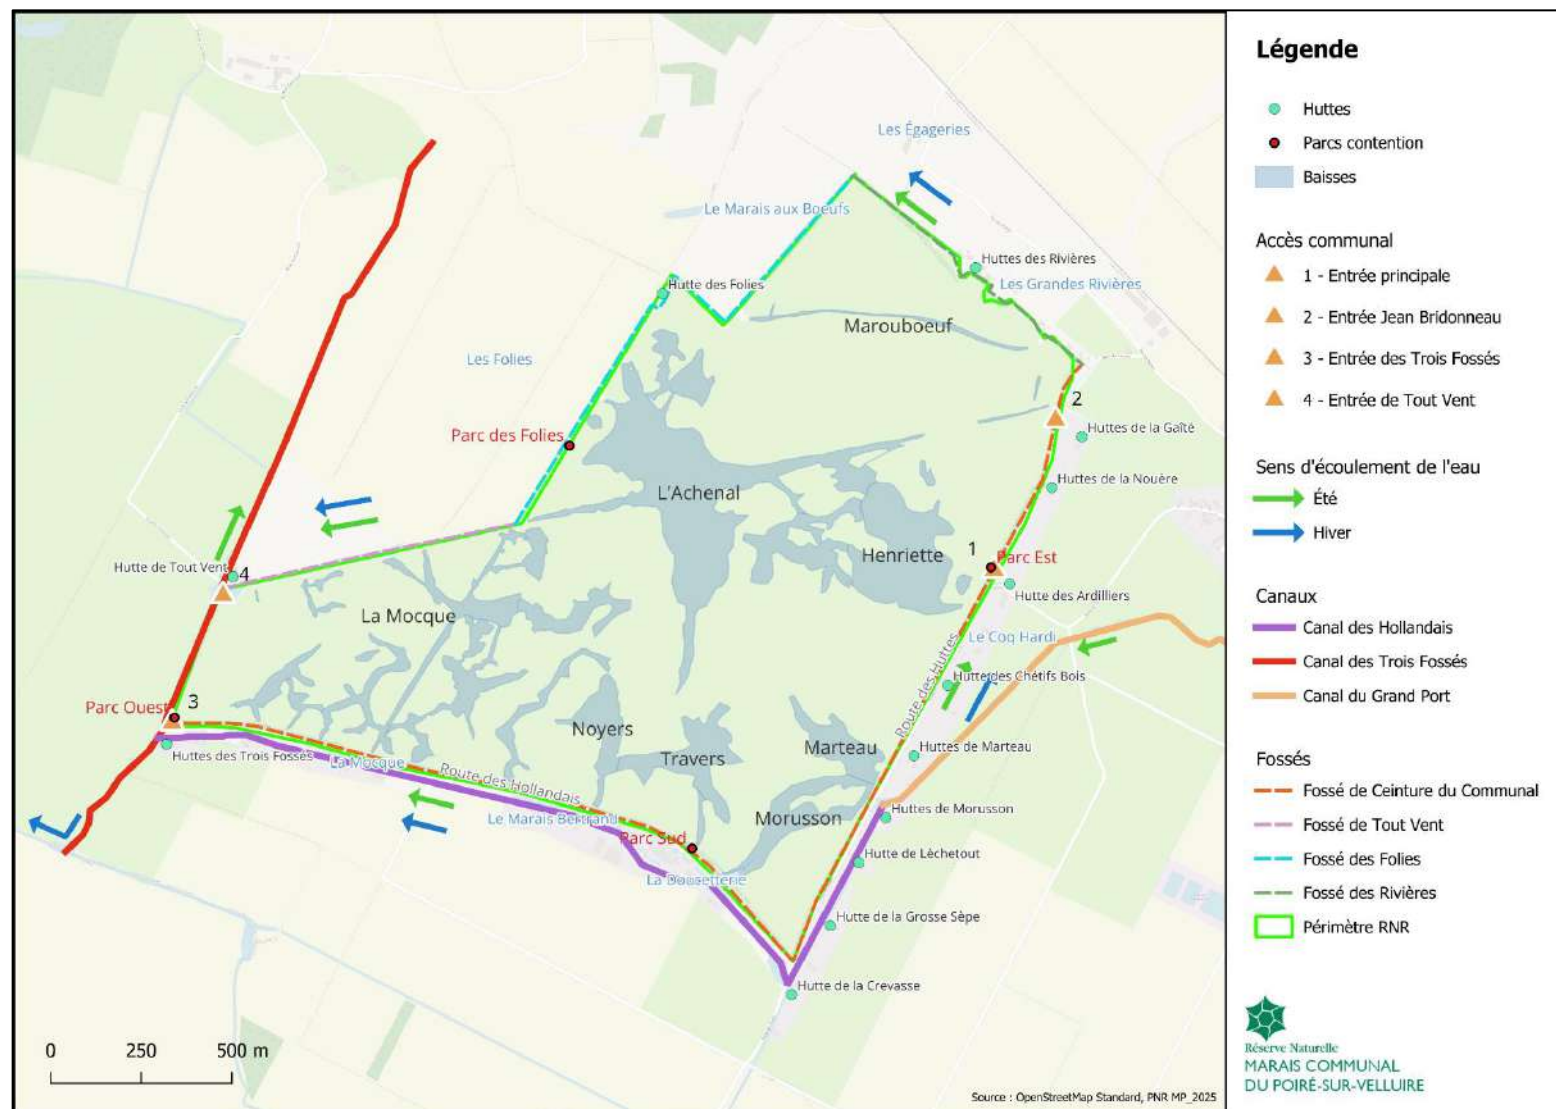 Les Égageries
Le Marais aux Boeufs
Huttes des Rivières
Hutte des Folies
Les Grandes Rivières
Marouboeuf
Les Folies
2
Huttes de la Gaîté
Parc des Folies
L'Achenal
Huttes de la Nouère
1
Henriette
Parc Est
Hutte de Tout Vent
4
Hutte des Ardilliers
La Mocque
Le Coq Hardi
Route des Huttes
Hutte des Chétifs Bois
3
Parc Ouest
Noyers
Huttes des Trois Fossés
La Mocque
Marteau
Huttes de Marteau
Travers
Route des Hollandais
Le Marais Bertrand
Morusson
Huttes de Morusson
Parc Sud
Hutte de Lèchetout
La Doucetterie
Hutte de la Grosse Sèpe
Hutte de la Crevasse
0 250 500 m
Source : OpenStreetMap Standard, PNR MP_2025
Légende
Huttes
Parcs contention
Baisses
Accès communal
1 - Entrée principale
2 - Entrée Jean Bridonneau
3 - Entrée des Trois Fossés
4 - Entrée de Tout Vent
Sens d'écoulement de l'eau
Été
Hiver
Canaux
Canal des Hollandais
Canal des Trois Fossés
Canal du Grand Port
Fossés
Fossé de Ceinture du Communal
Fossé de Tout Vent
Fossé des Folies
Fossé des Rivières
Périmètre RNR
Réserve Naturelle
MARAIS COMMUNAL
DU POIRÉ-SUR-VELLUIRE